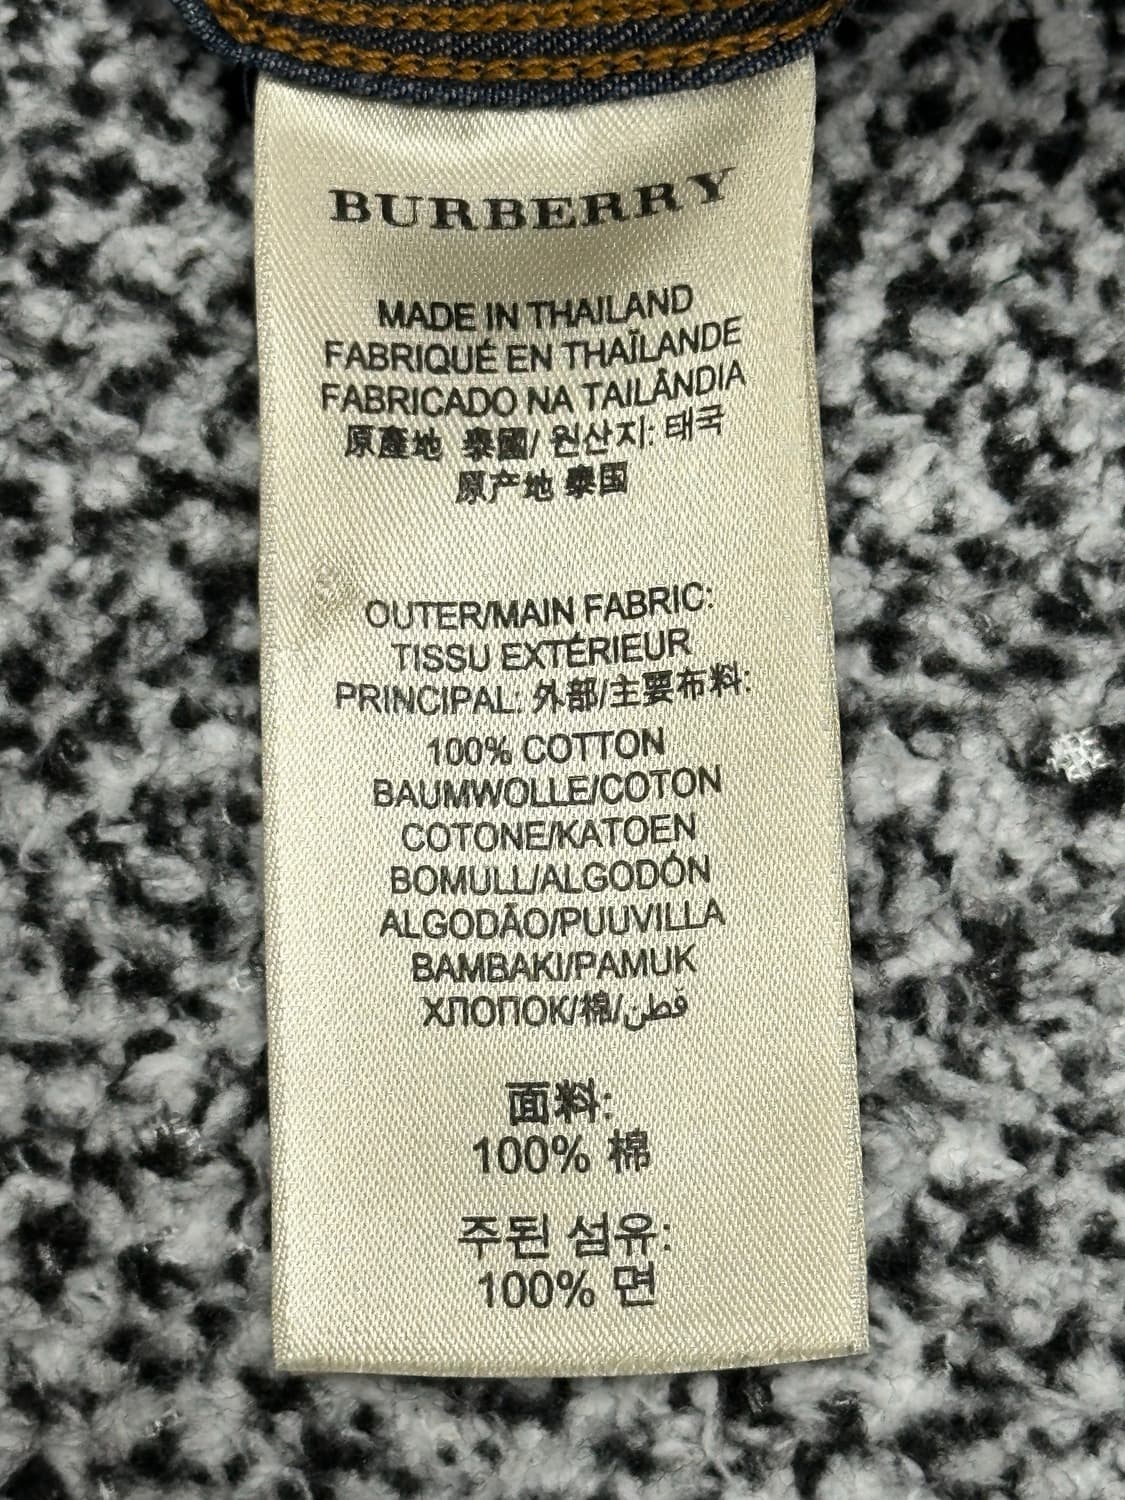 BURBERRY
MADE IN THAILAND
FABRIQUÉ EN THAÏLANDE
FABRICADO NA TAILÂNDIA
原產地 泰國/ 원산지: 태국
原产地 泰国
OUTER/MAIN FABRIC:
TISSU EXTÉRIEUR
PRINCIPAL: 外部/主要布料:
100% COTTON
BAUMWOLLE/COTON
COTONE/KATOEN
BOMULL/ALGODÓN
ALGODÃO/PUUVILLA
BAMBAKI/PAMUK
ХЛОПОК/棉/قطن
面料:
100% 棉
주된 섬유:
100% 면